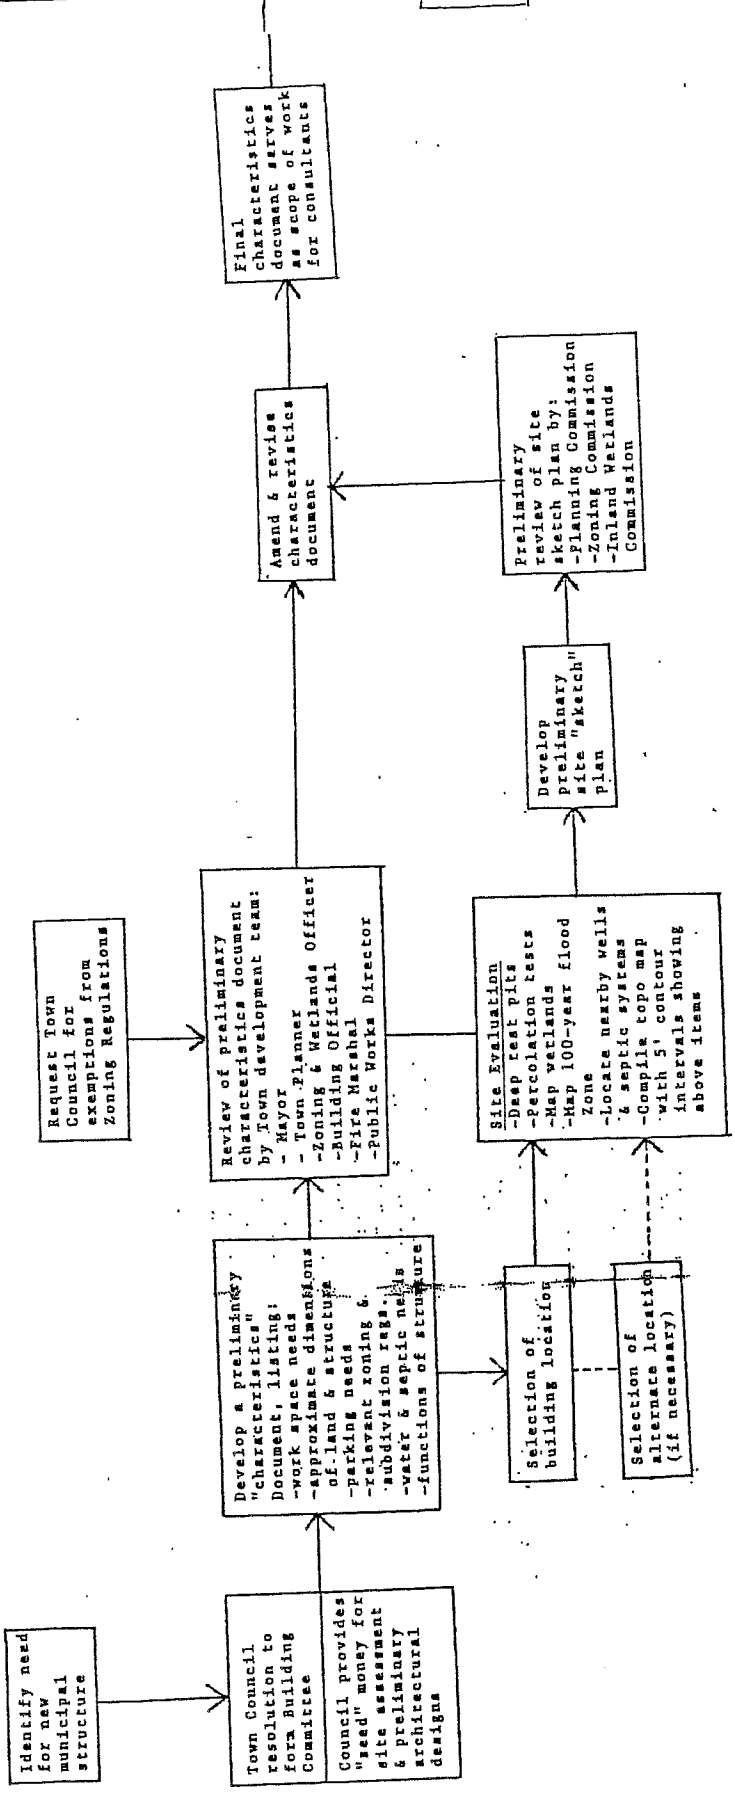 Identify need
for new
municipal
structure
Town Council
resolution to
form Building
Committee
Council provides
"seed" money for
site assessment
& preliminary
architectural
designs
Develop a preliminary
"characteristics"
Document, listing:
-work space needs
-approximate dimensions
of land & structure
-parking needs
-relevant zoning &
subdivision regs.
-water & septic needs
-functions of structure
Selection of
building location
Selection of
alternate location
(if necessary)
Request Town
Council for
exemptions from
Zoning Regulations
Review of preliminary
characteristics document
by Town development team:
- Mayor
- Town Planner
-Zoning & Wetlands Officer
-Building Official
-Fire Marshal
-Public Works Director
Site Evaluation
-Deep test pits
-Percolation tests
-Map wetlands
-Map 100-year flood
Zone
-Locate nearby wells
& septic systems
-Compile topo map
with 5' contour
intervals showing
above items
Develop
preliminary
site "sketch"
plan
Preliminary
review of site
sketch plan by:
-Planning Commission
-Zoning Commission
-Inland Wetlands
Commission
Amend & revise
characteristics
document
Final
characteristics
document serves
as scope of work
for consultants